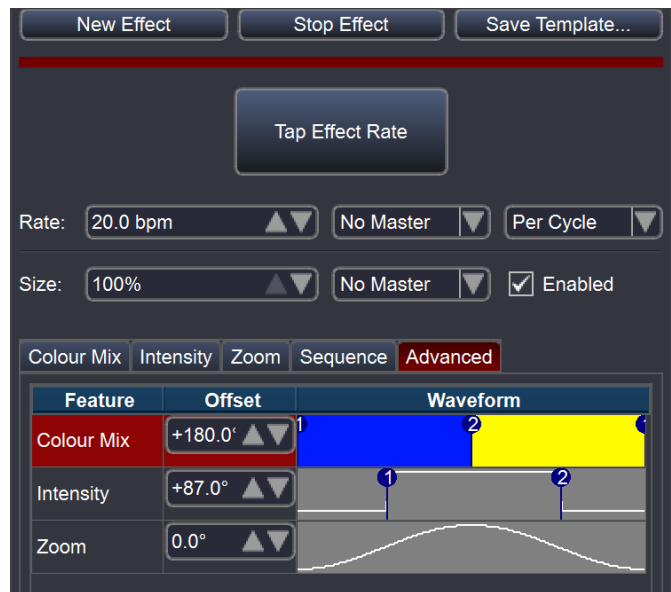 New Effect Stop Effect Save Template...
Tap Effect Rate
Rate: 20.0 bpm No Master Per Cycle
Size: 100% No Master Enabled
Colour Mix Intensity Zoom Sequence Advanced
Feature Offset Waveform
Colour Mix +180.0° 1 2 1
Intensity +87.0° 1 2
Zoom 0.0°